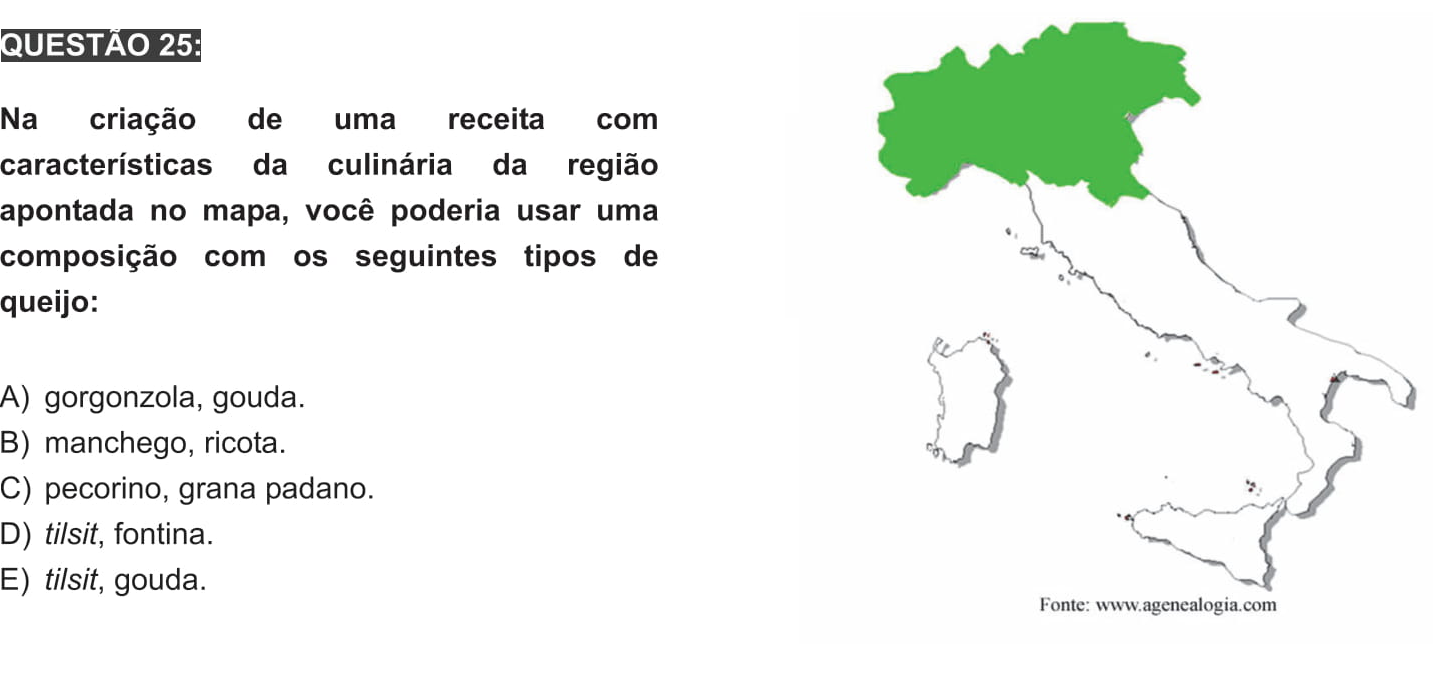 QUESTÃO 25:
Na criação de uma receita com
características da culinária da região
apontada no mapa, você poderia usar uma
composição com os seguintes tipos de
queijo:
A) gorgonzola, gouda.
B) manchego, ricota.
C) pecorino, grana padano.
D) tilsit, fontina.
E) tilsit, gouda.
Fonte: www.agenealogia.com